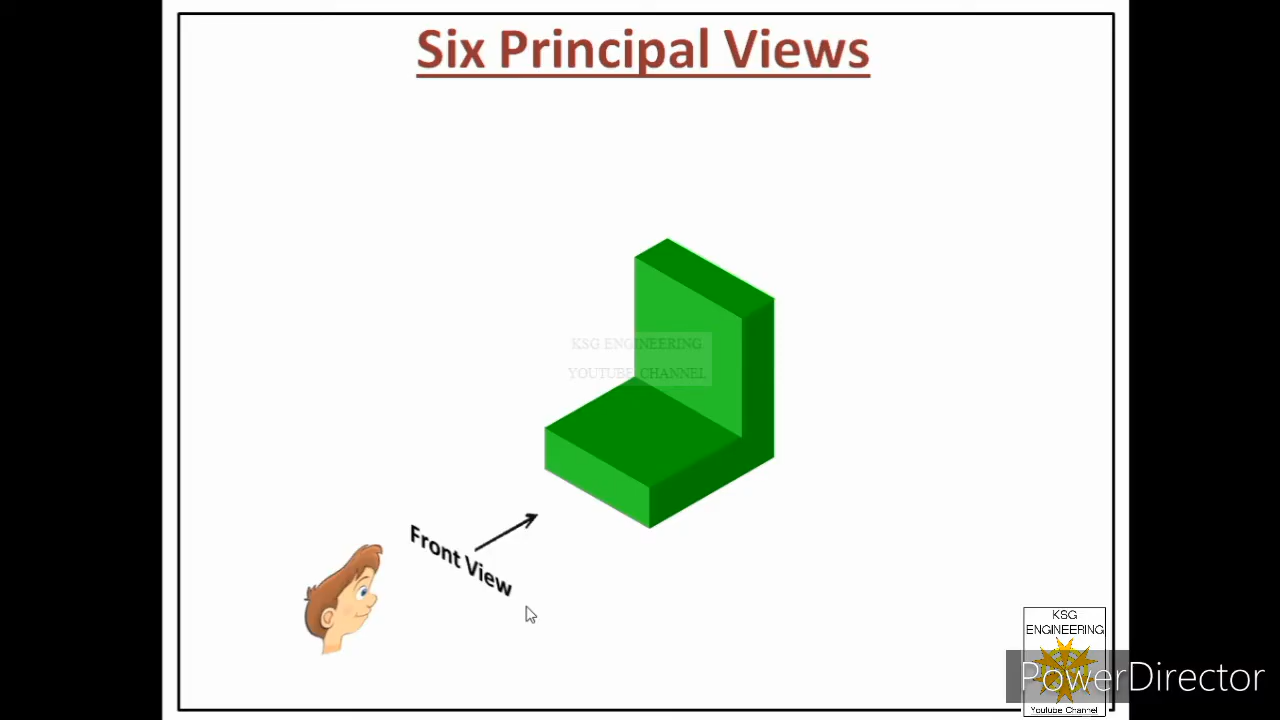 Six Principal Views
KSG ENGINEERING
YOUTUBE CHANNEL
Front View
KSG
ENGINEERING
PowerDirector
Youtube Channel